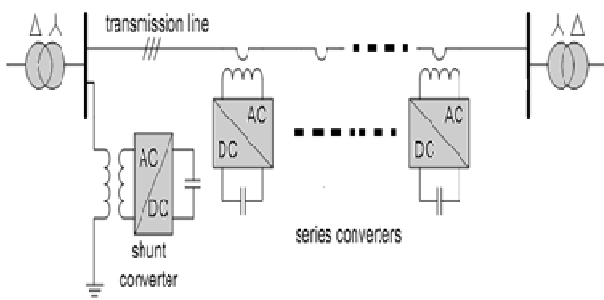 transmission line
AC
DC
AC
DC
AC
DC
shunt
converter
series converters